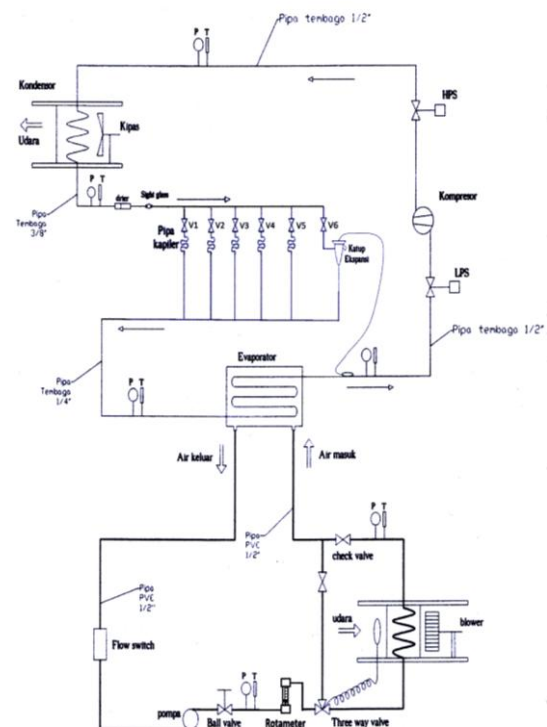 Pipa tembaga 1/2"
P T
Kondensor
HPS
Kipas
Udara
Kompresor
P T
drier
Sight glass
Pipa
Tembaga
3/8"
Pipa
kapiler
V1
V2
V3
V4
V5
V6
Katup
Ekspansi
LPS
Pipa tembaga 1/2"
P T
Evaporator
Pipa
Tembaga
1/4"
P T
Air keluar
Air masuk
P T
Pipa
PVC
1/2"
check valve
Pipa
PVC
1/2"
udara
blower
Flow switch
P T
pompa
Ball valve
Rotameter
Three way valve